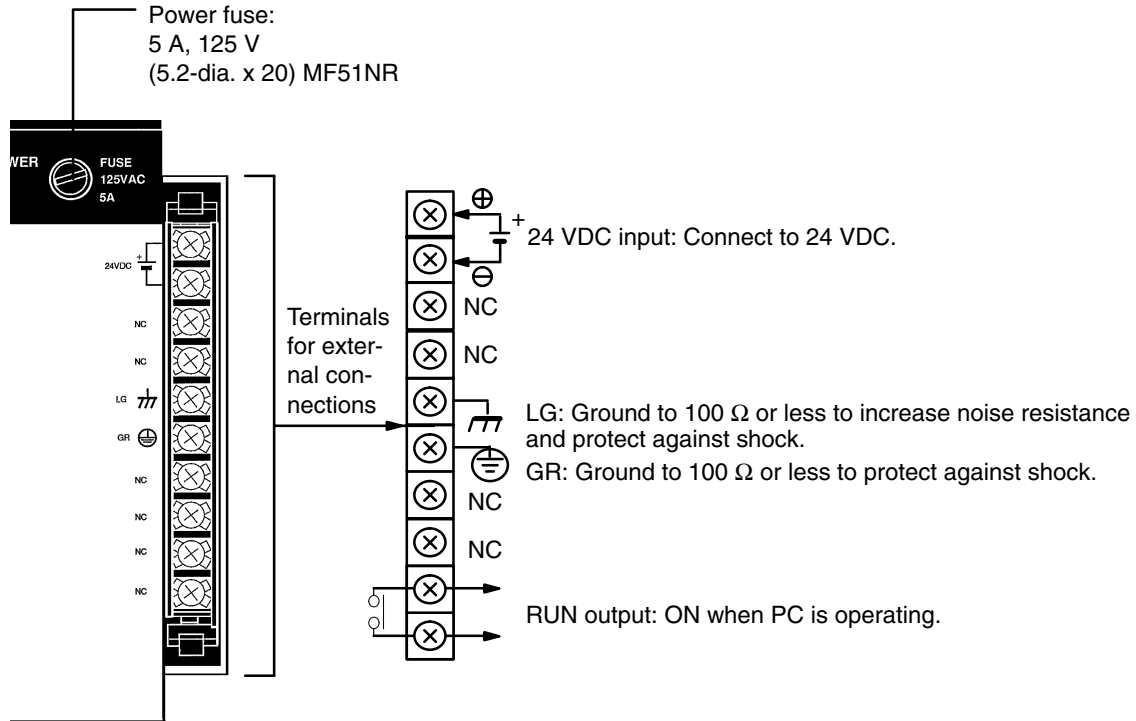 Power fuse:
5 A, 125 V
(5.2-dia. x 20) MF51NR
WER
FUSE
125VAC
5A
24VDC
+
NC
NC
LG
GR
NC
NC
NC
NC
Terminals
for exter-
nal con-
nections
⊕
+
24 VDC input: Connect to 24 VDC.
⊖
NC
NC
LG: Ground to 100 Ω or less to increase noise resistance
and protect against shock.
GR: Ground to 100 Ω or less to protect against shock.
NC
NC
RUN output: ON when PC is operating.